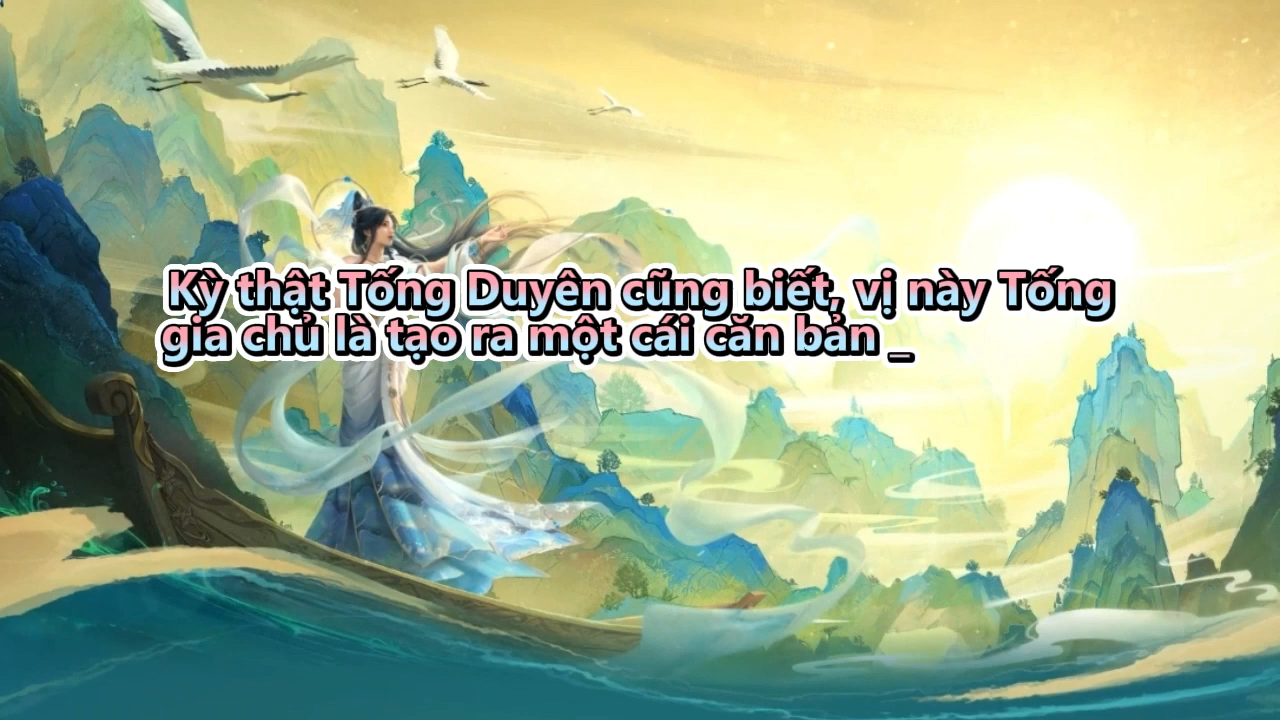 Kỳ thật Tống Duyên cũng biết, vị này Tống
gia chủ là tạo ra một cái căn bản _